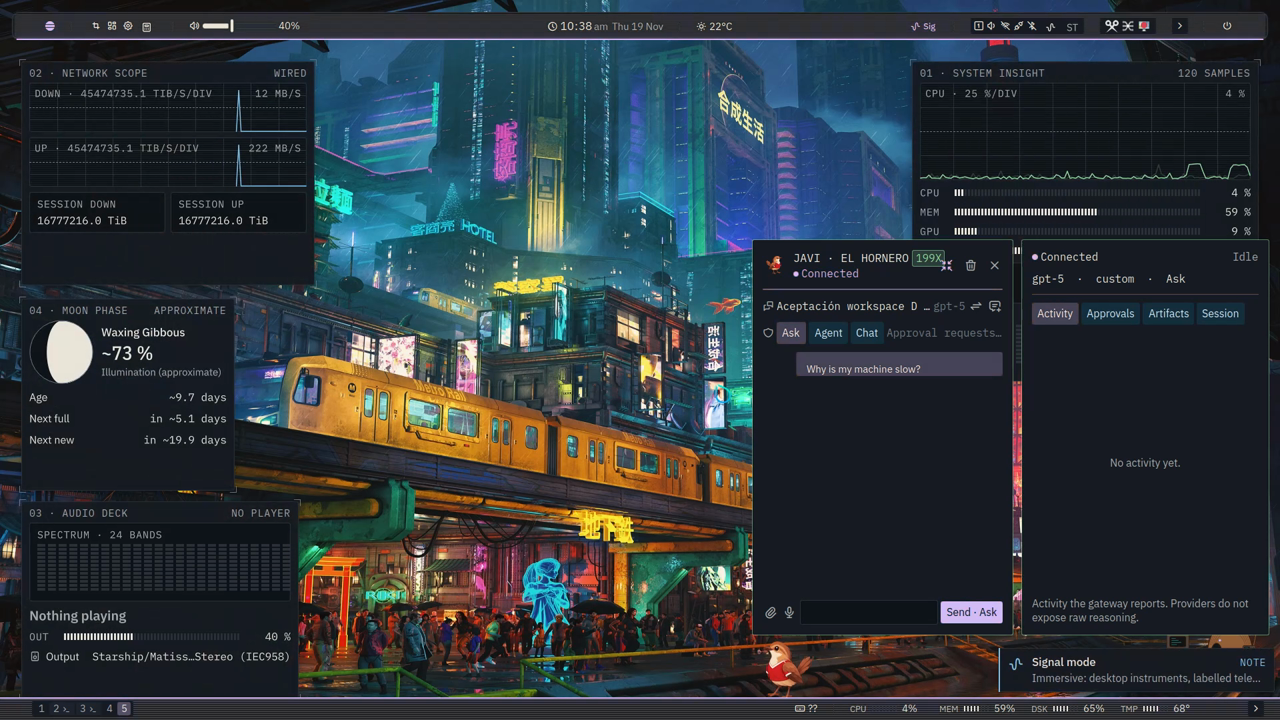 40%
10:38 am Thu 19 Nov
22°C
Sig
1
ST
02 · NETWORK SCOPE WIRED
DOWN · 45474735.1 TIB/S/DIV 12 MB/S
UP · 45474735.1 TIB/S/DIV 222 MB/S
SESSION DOWN SESSION UP
16777216.0 TiB 16777216.0 TiB
04 · MOON PHASE APPROXIMATE
Waxing Gibbous
~73 %
Illumination (approximate)
Age ~9.7 days
Next full in ~5.1 days
Next new in ~19.9 days
03 · AUDIO DECK NO PLAYER
SPECTRUM · 24 BANDS
Nothing playing
OUT 40 %
Output Starship/Matiss…Stereo (IEC958)
合成生活
HOTEL
Metro Rail
M
01 · SYSTEM INSIGHT 120 SAMPLES
CPU · 25 %/DIV 4 %
CPU 4 %
MEM 59 %
GPU 9 %
JAVI · EL HORNERO 199X
Connected
Aceptación workspace D … gpt-5
Ask Agent Chat Approval requests…
Why is my machine slow?
Send · Ask
Connected Idle
gpt-5 · custom · Ask
Activity Approvals Artifacts Session
No activity yet.
Activity the gateway reports. Providers do not
expose raw reasoning.
Signal mode NOTE
Immersive: desktop instruments, labelled tele…
1 2 3 4 5
?? CPU 4% MEM 59% DSK 65% TMP 68°